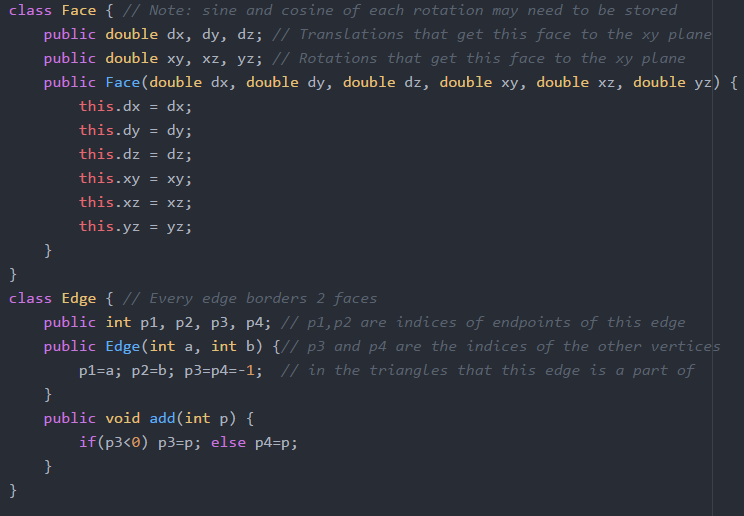 class Face { // Note: sine and cosine of each rotation may need to be stored
    public double dx, dy, dz; // Translations that get this face to the xy plane
    public double xy, xz, yz; // Rotations that get this face to the xy plane
    public Face(double dx, double dy, double dz, double xy, double xz, double yz) {
        this.dx = dx;
        this.dy = dy;
        this.dz = dz;
        this.xy = xy;
        this.xz = xz;
        this.yz = yz;
    }
}
class Edge { // Every edge borders 2 faces
    public int p1, p2, p3, p4; // p1,p2 are indices of endpoints of this edge
    public Edge(int a, int b) {// p3 and p4 are the indices of the other vertices
        p1=a; p2=b; p3=p4=-1;  // in the triangles that this edge is a part of
    }
    public void add(int p) {
        if(p3<0) p3=p; else p4=p;
    }
}